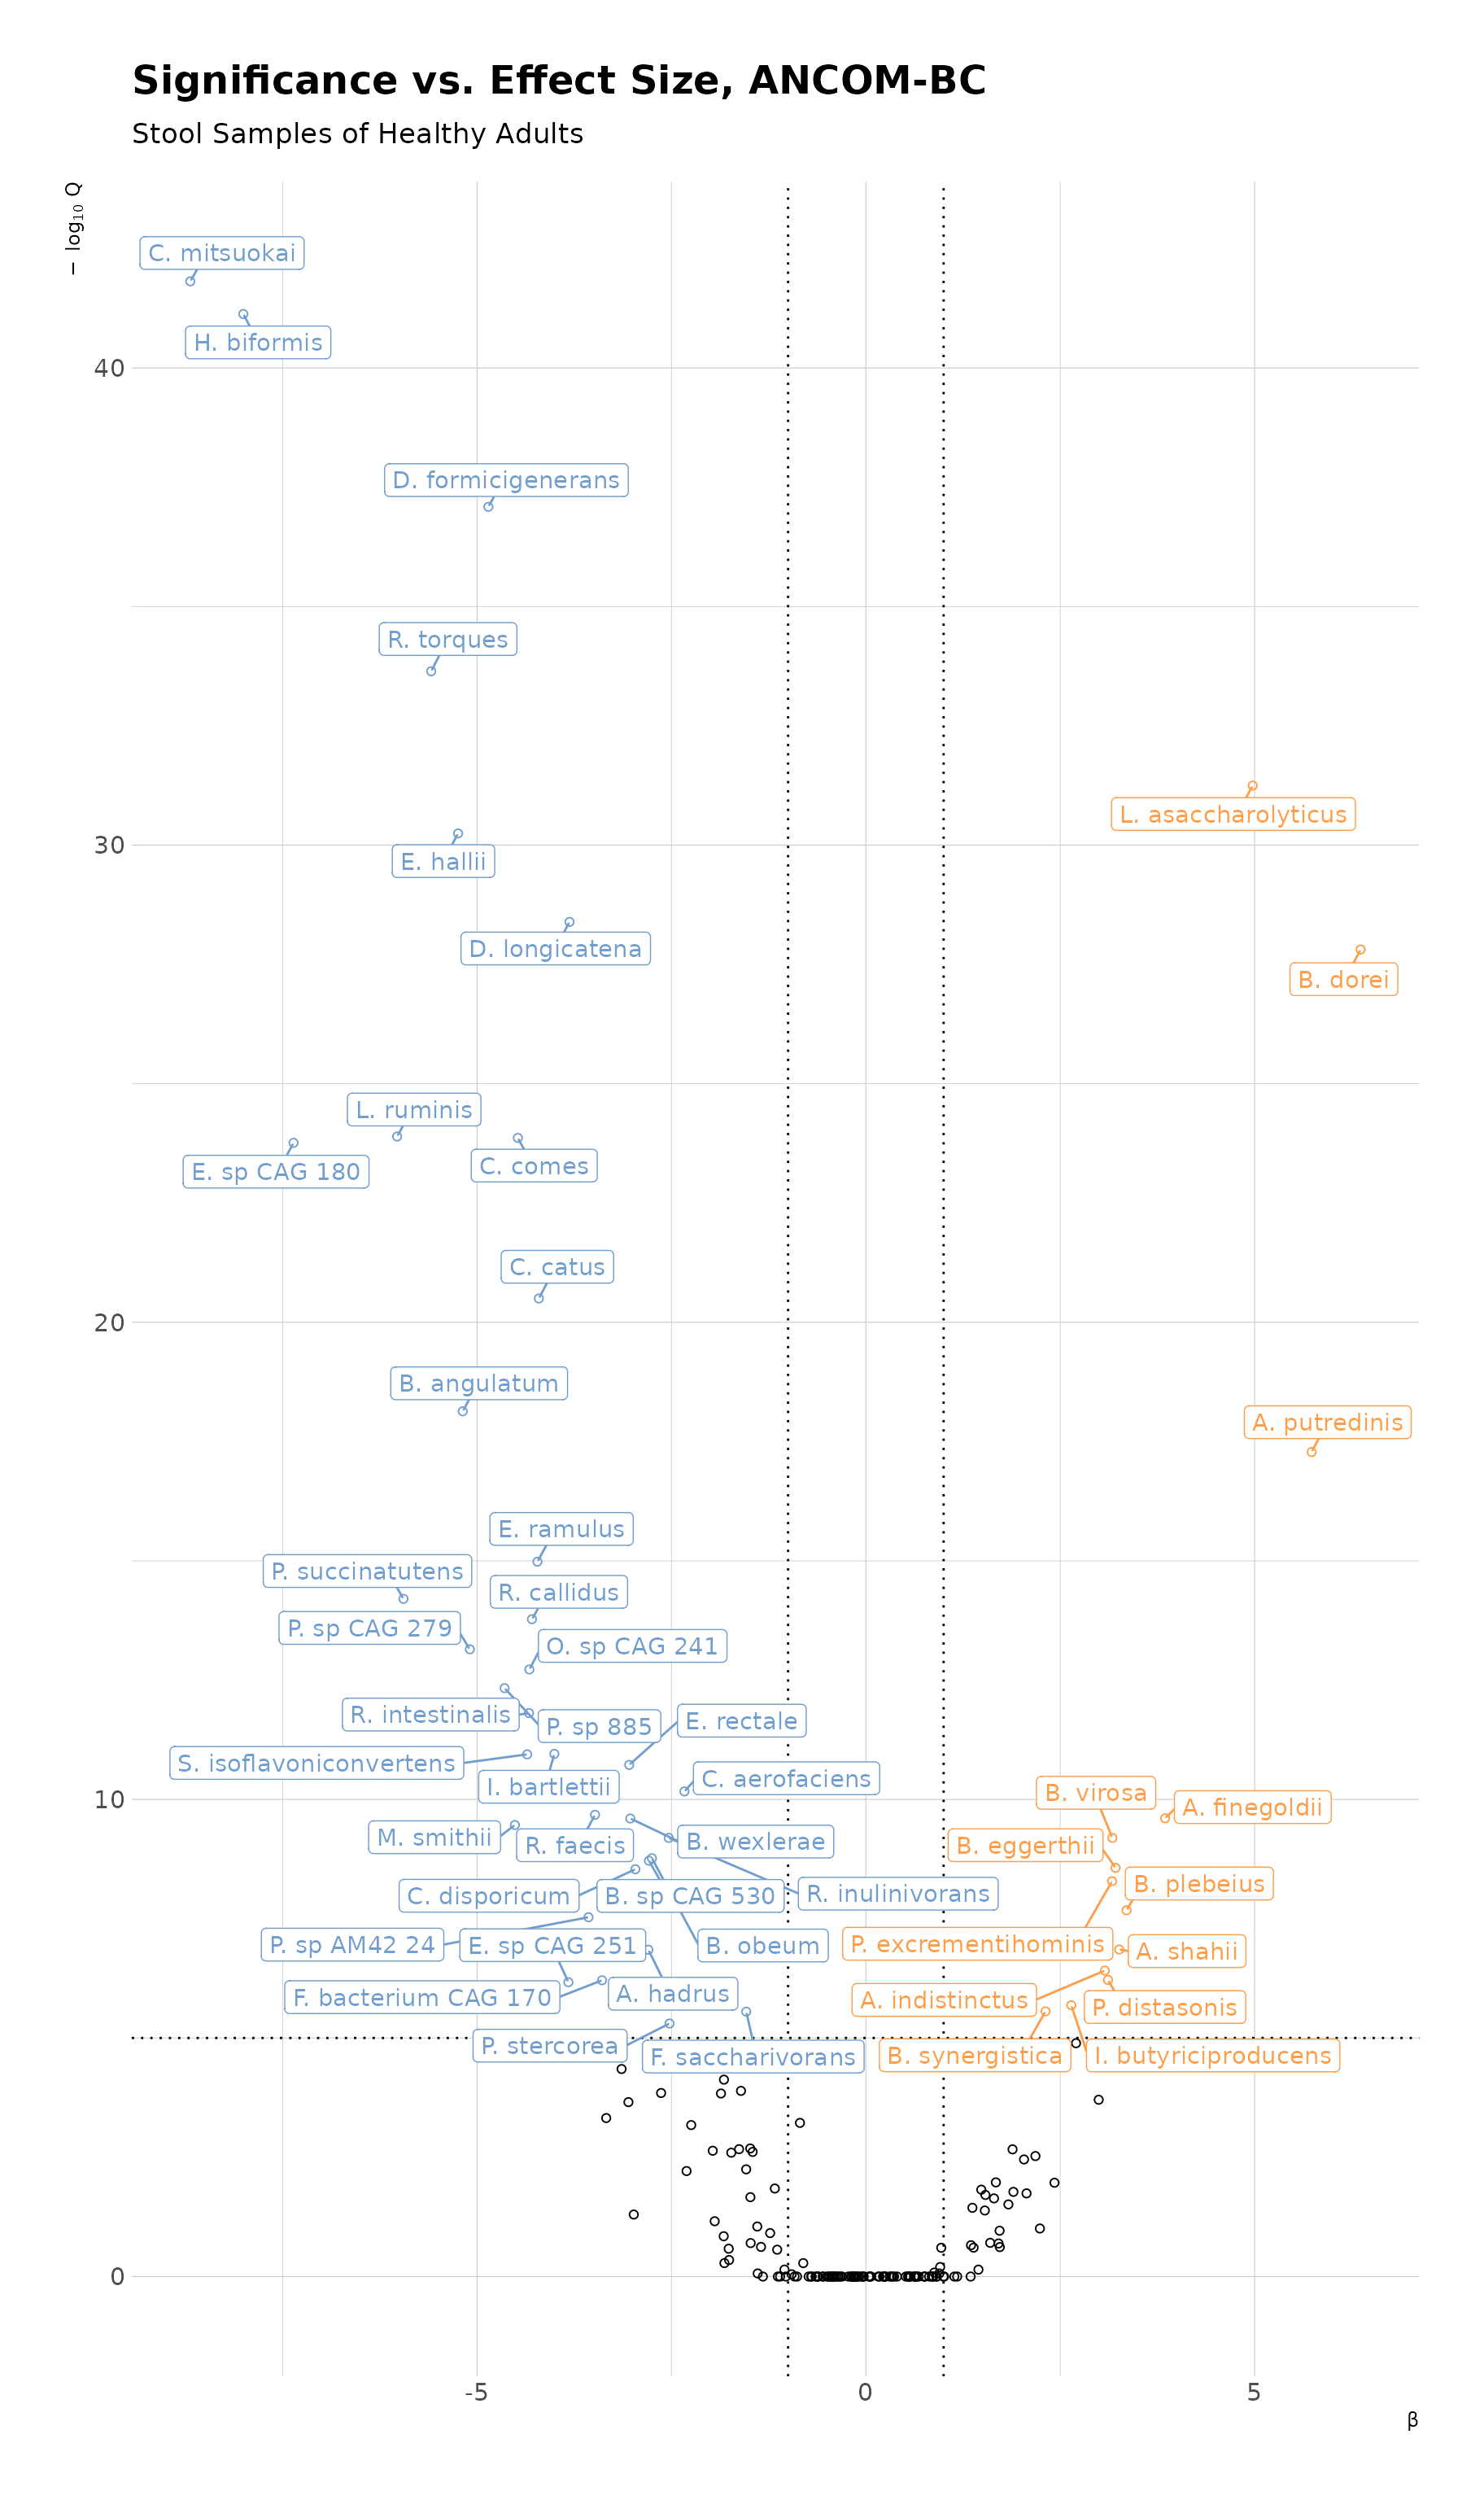 Significance vs. Effect Size, ANCOM-BC
Stool Samples of Healthy Adults
− log10 Q
C. mitsuokai
H. biformis
40
D. formicigenerans
R. torques
L. asaccharolyticus
30
E. hallii
D. longicatena
B. dorei
L. ruminis
C. comes
E. sp CAG 180
C. catus
20
B. angulatum
A. putredinis
E. ramulus
P. succinatutens
R. callidus
P. sp CAG 279
O. sp CAG 241
R. intestinalis
E. rectale
P. sp 885
S. isoflavoniconvertens
C. aerofaciens
I. bartlettii
B. virosa
10
A. finegoldii
M. smithii
B. wexlerae
R. faecis
B. eggerthii
B. plebeius
C. disporicum
B. sp CAG 530
R. inulinivorans
P. sp AM42 24
E. sp CAG 251
B. obeum
P. excrementihominis
A. shahii
A. hadrus
F. bacterium CAG 170
A. indistinctus
P. distasonis
P. stercorea
F. saccharivorans
B. synergistica
I. butyriciproducens
0
-5
0
5
β